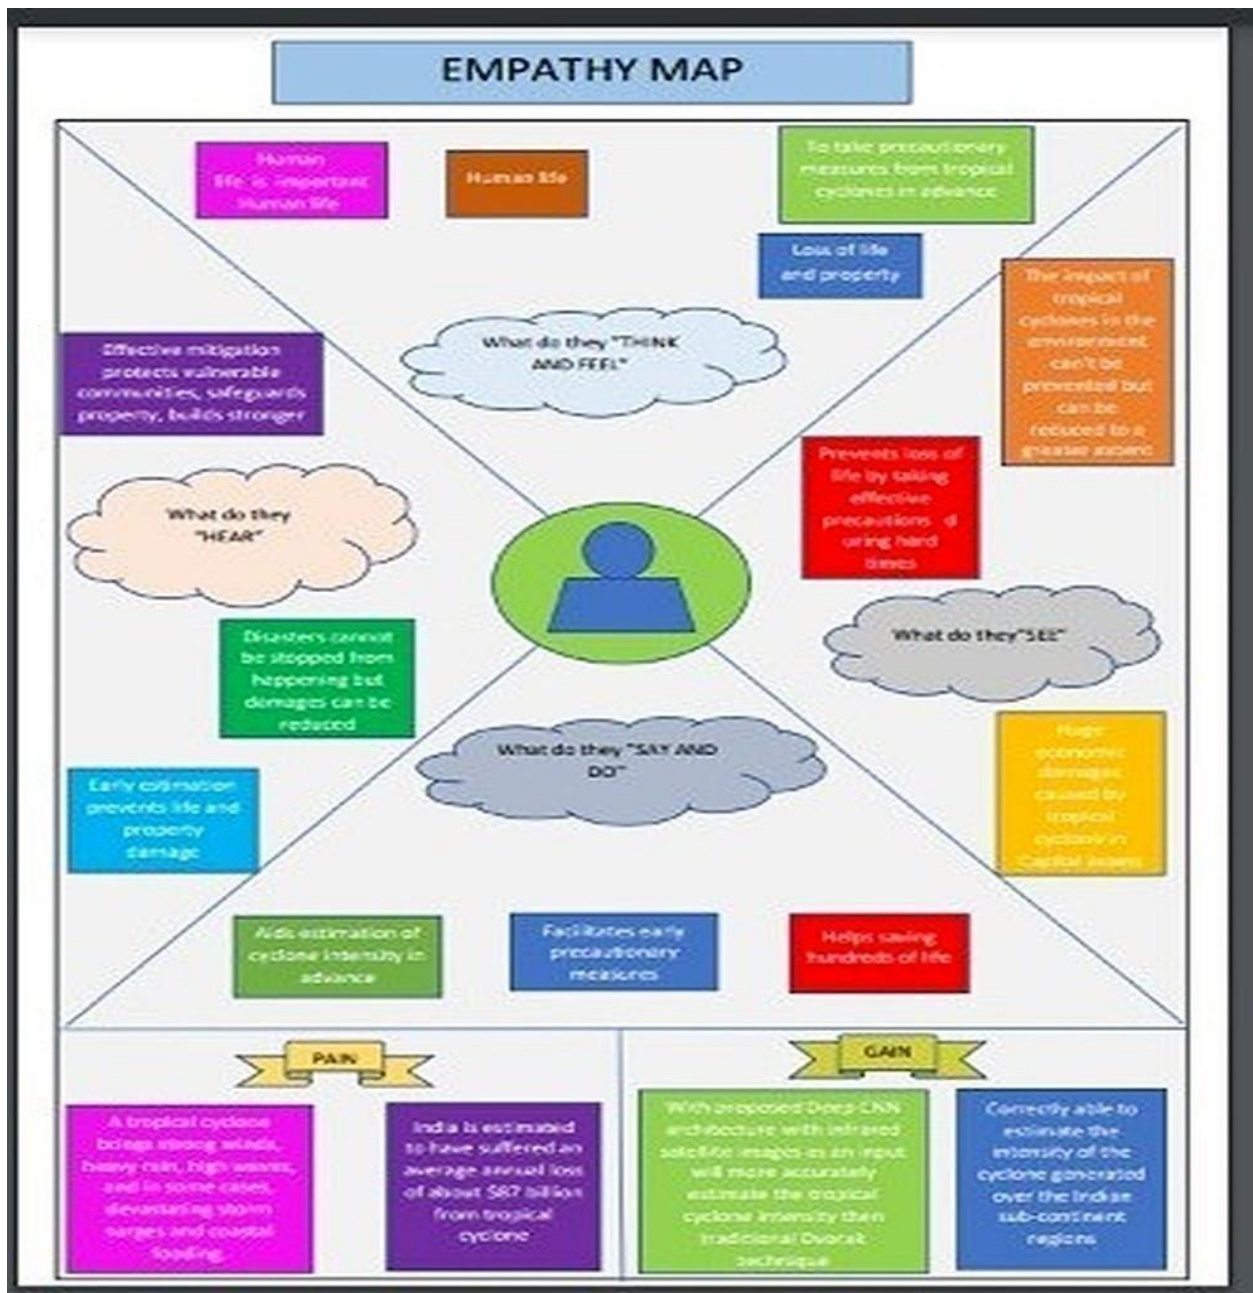 EMPATHY MAP
Human
life is important
Human life
Human life
To take precautionary
measures from tropical
cyclones in advance
Loss of life
and property
What do they "THINK
AND FEEL"
Effective mitigation
protects vulnerable
communities, safeguards
property, builds stronger
What do they
"HEAR"
Disasters cannot
be stopped from
happening but
damages can be
reduced
Early estimation
prevents life and
property
damage
The impact of
tropical
cyclones in the
environment
can't be
prevented but
can be
reduced to a
greater extent
Prevents loss of
life by taking
effective
precautions d
uring hard
times
What do they"SEE"
Huge
economic
damages
caused by
tropical
cyclone in
Capital assets
What do they "SAY AND
DO"
Aids estimation of
cyclone intensity in
advance
Facilitates early
precautionary
measures
Helps saving
hundreds of life
PAIN
A tropical cyclone
brings strong winds,
heavy rain, high waves,
and in some cases,
devastating storm
surges and coastal
flooding.
India is estimated
to have suffered an
average annual loss
of about $87 billion
from tropical
cyclone
GAIN
With proposed Deep CNN
architecture with infrared
satellite images as an input
will more accurately
estimate the tropical
cyclone intensity then
traditional Dvorak
technique
Correctly able to
estimate the
intensity of the
cyclone generated
over the Indian
sub-continent
regions